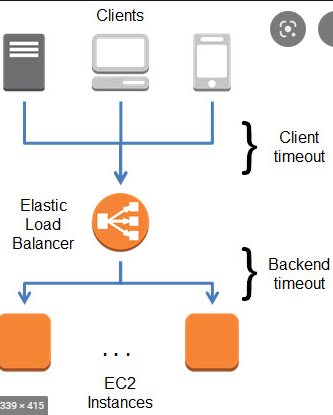 Clients
Client
timeout
Elastic
Load
Balancer
Backend
timeout
. . .
EC2
Instances
339 × 415